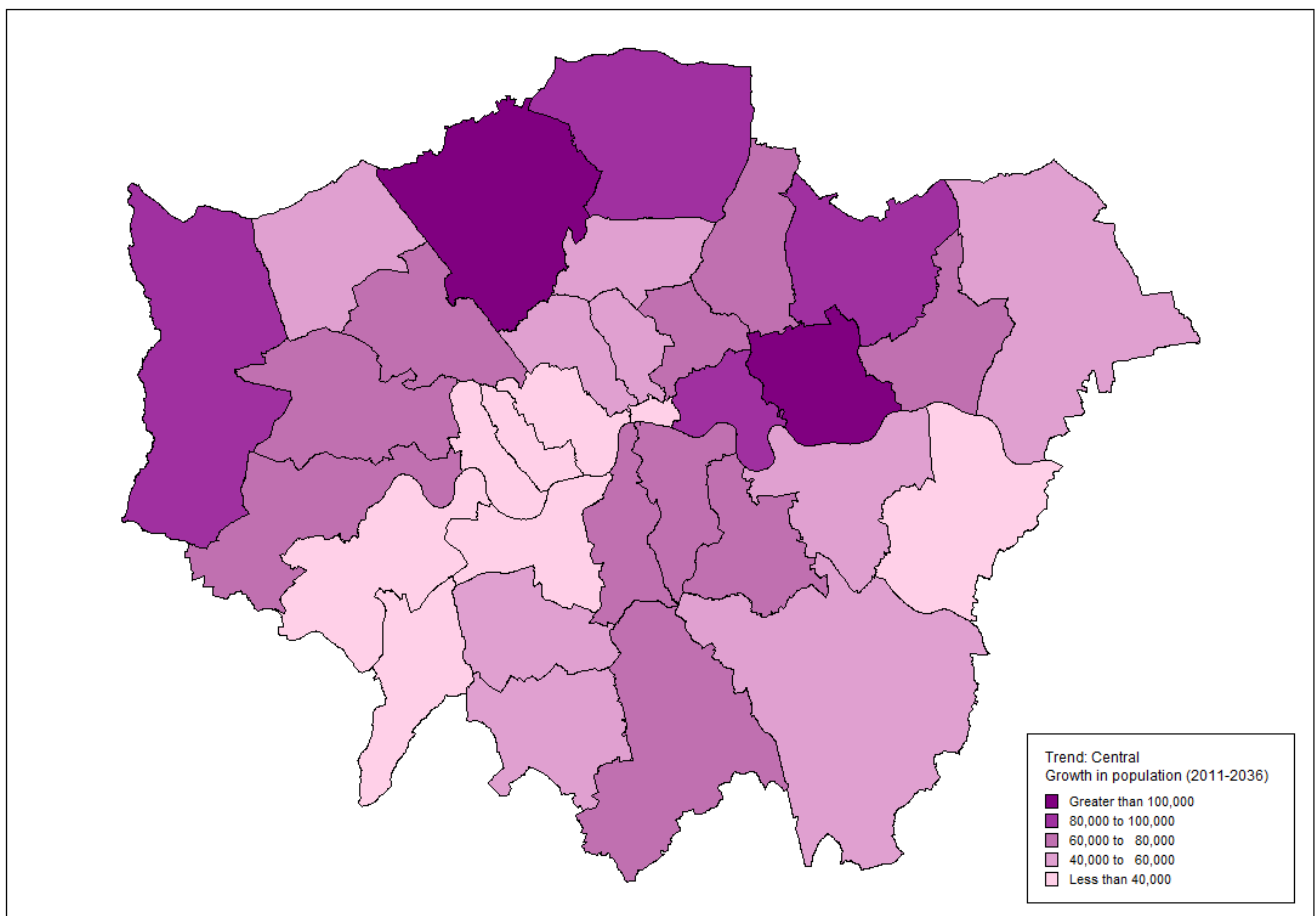 Trend: Central
Growth in population (2011-2036)
Greater than 100,000
80,000 to 100,000
60,000 to 80,000
40,000 to 60,000
Less than 40,000